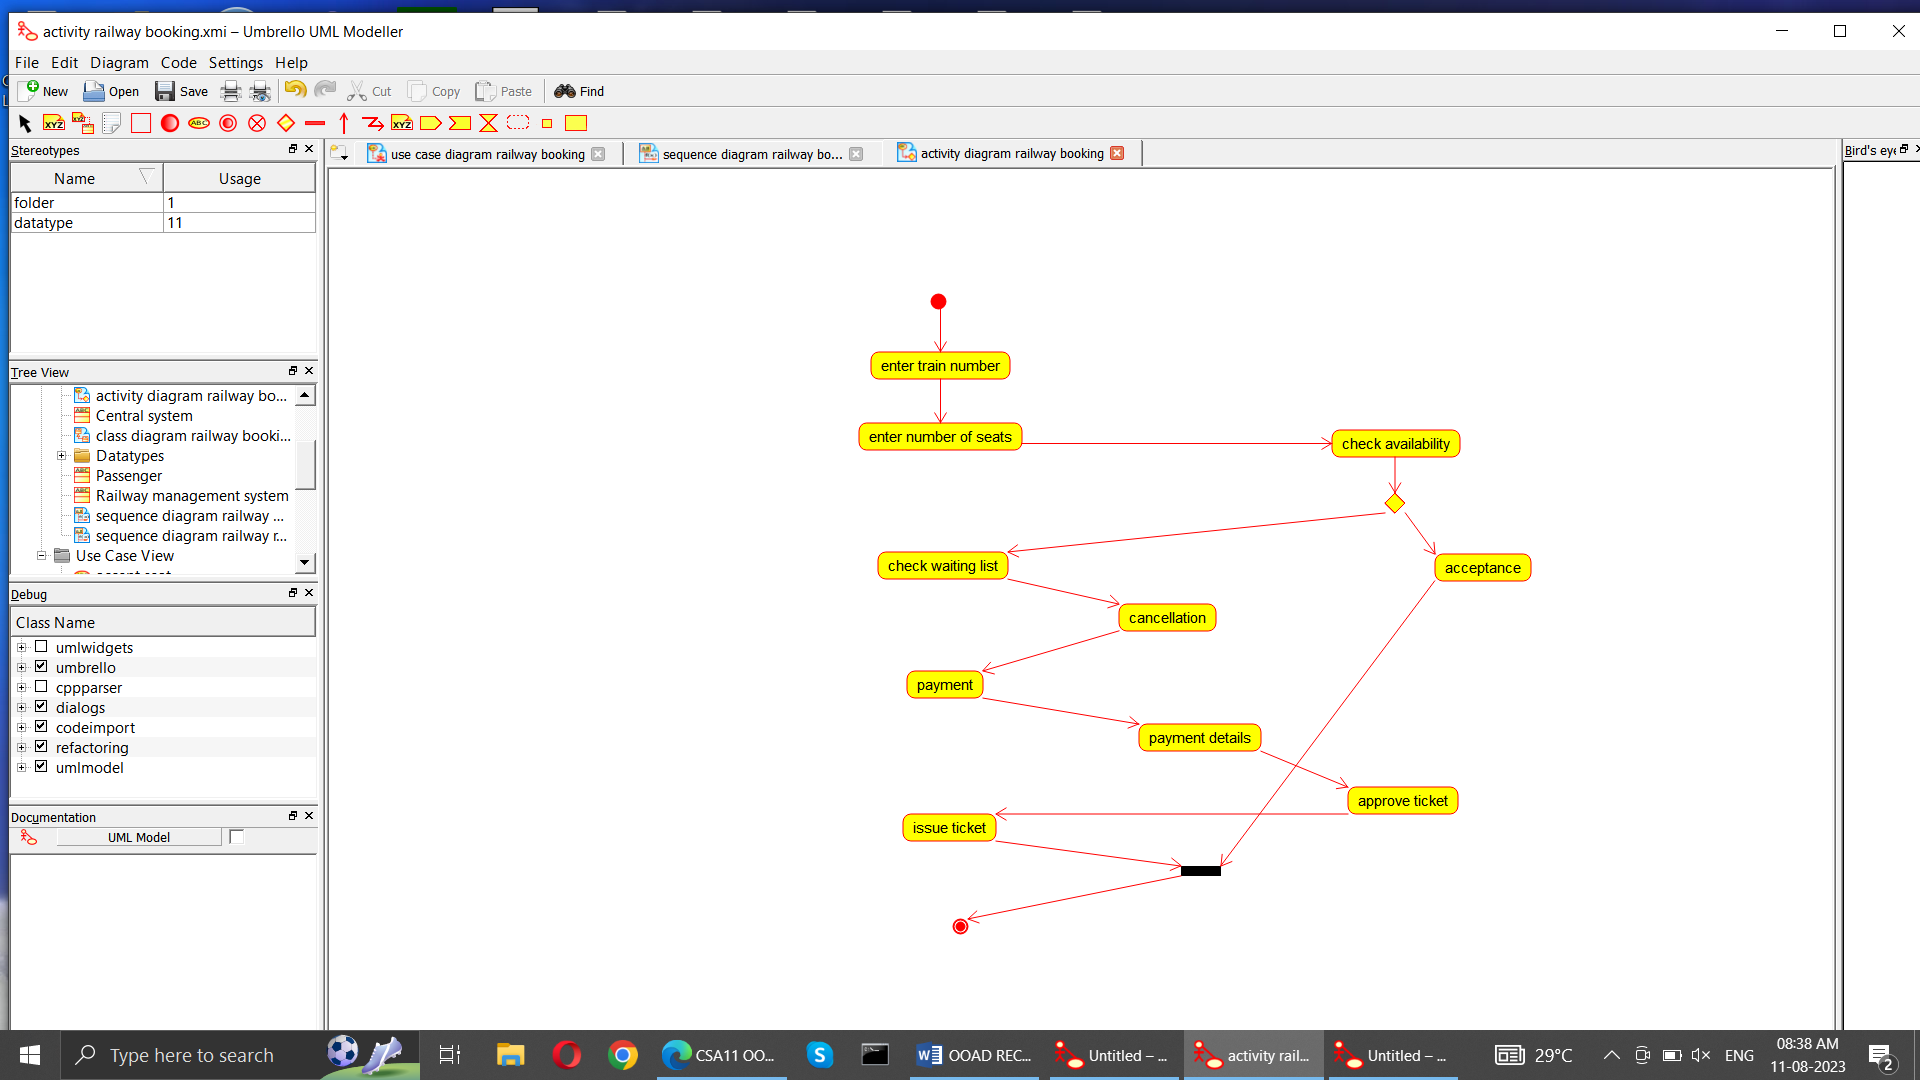 activity railway booking.xmi – Umbrello UML Modeller
File Edit Diagram Code Settings Help
New Open Save Cut Copy Paste Find
XYZ XYZ ABC XYZ
Stereotypes
use case diagram railway booking
sequence diagram railway bo...
activity diagram railway booking
Bird's eye
Name Usage
folder 1
datatype 11
Tree View
activity diagram railway bo...
Central system
class diagram railway booki...
Datatypes
Passenger
Railway management system
sequence diagram railway ...
sequence diagram railway r...
Use Case View
Debug
Class Name
umlwidgets
umbrello
cppparser
dialogs
codeimport
refactoring
umlmodel
Documentation
UML Model
enter train number
enter number of seats
check availability
check waiting list
acceptance
cancellation
payment
payment details
approve ticket
issue ticket
Type here to search
CSA11 OO...
OOAD REC...
Untitled – ...
activity rail...
Untitled – ...
29°C
ENG
08:38 AM
11-08-2023
2